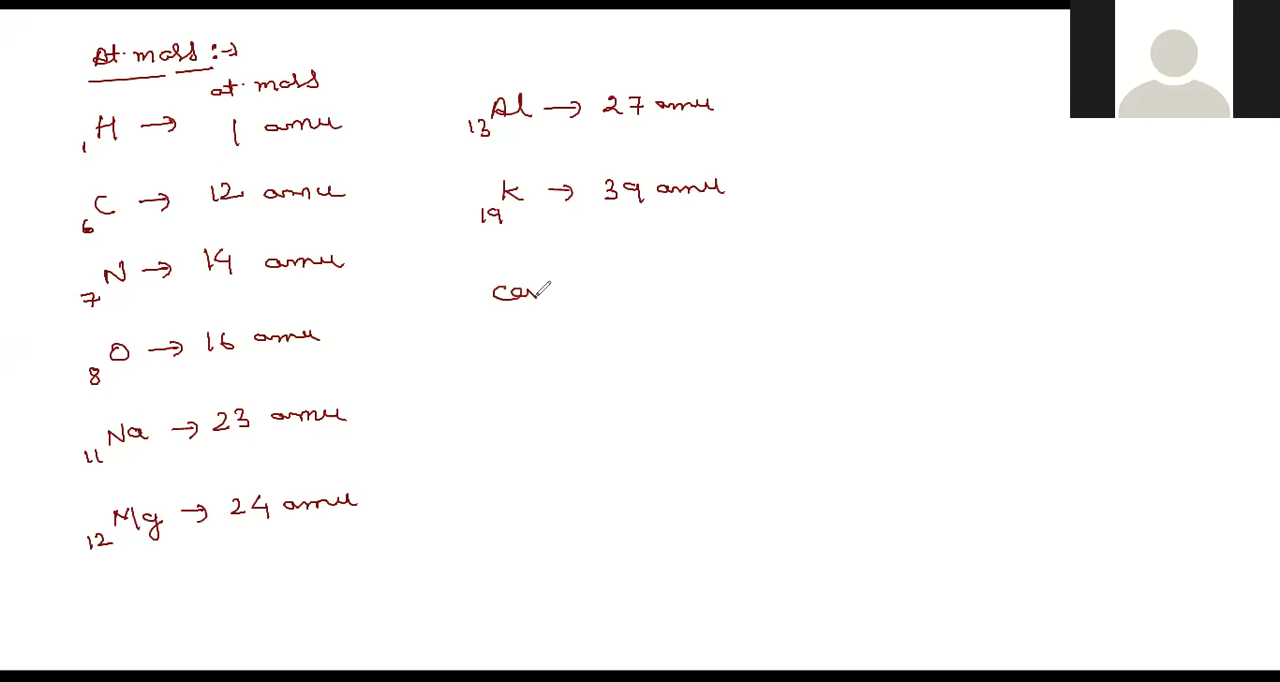 At. mass :→
at. mass
1H → 1 amu
6C → 12 amu
7N → 14 amu
8O → 16 amu
11Na → 23 amu
12Mg → 24 amu
13Al → 27 amu
19K → 39 amu